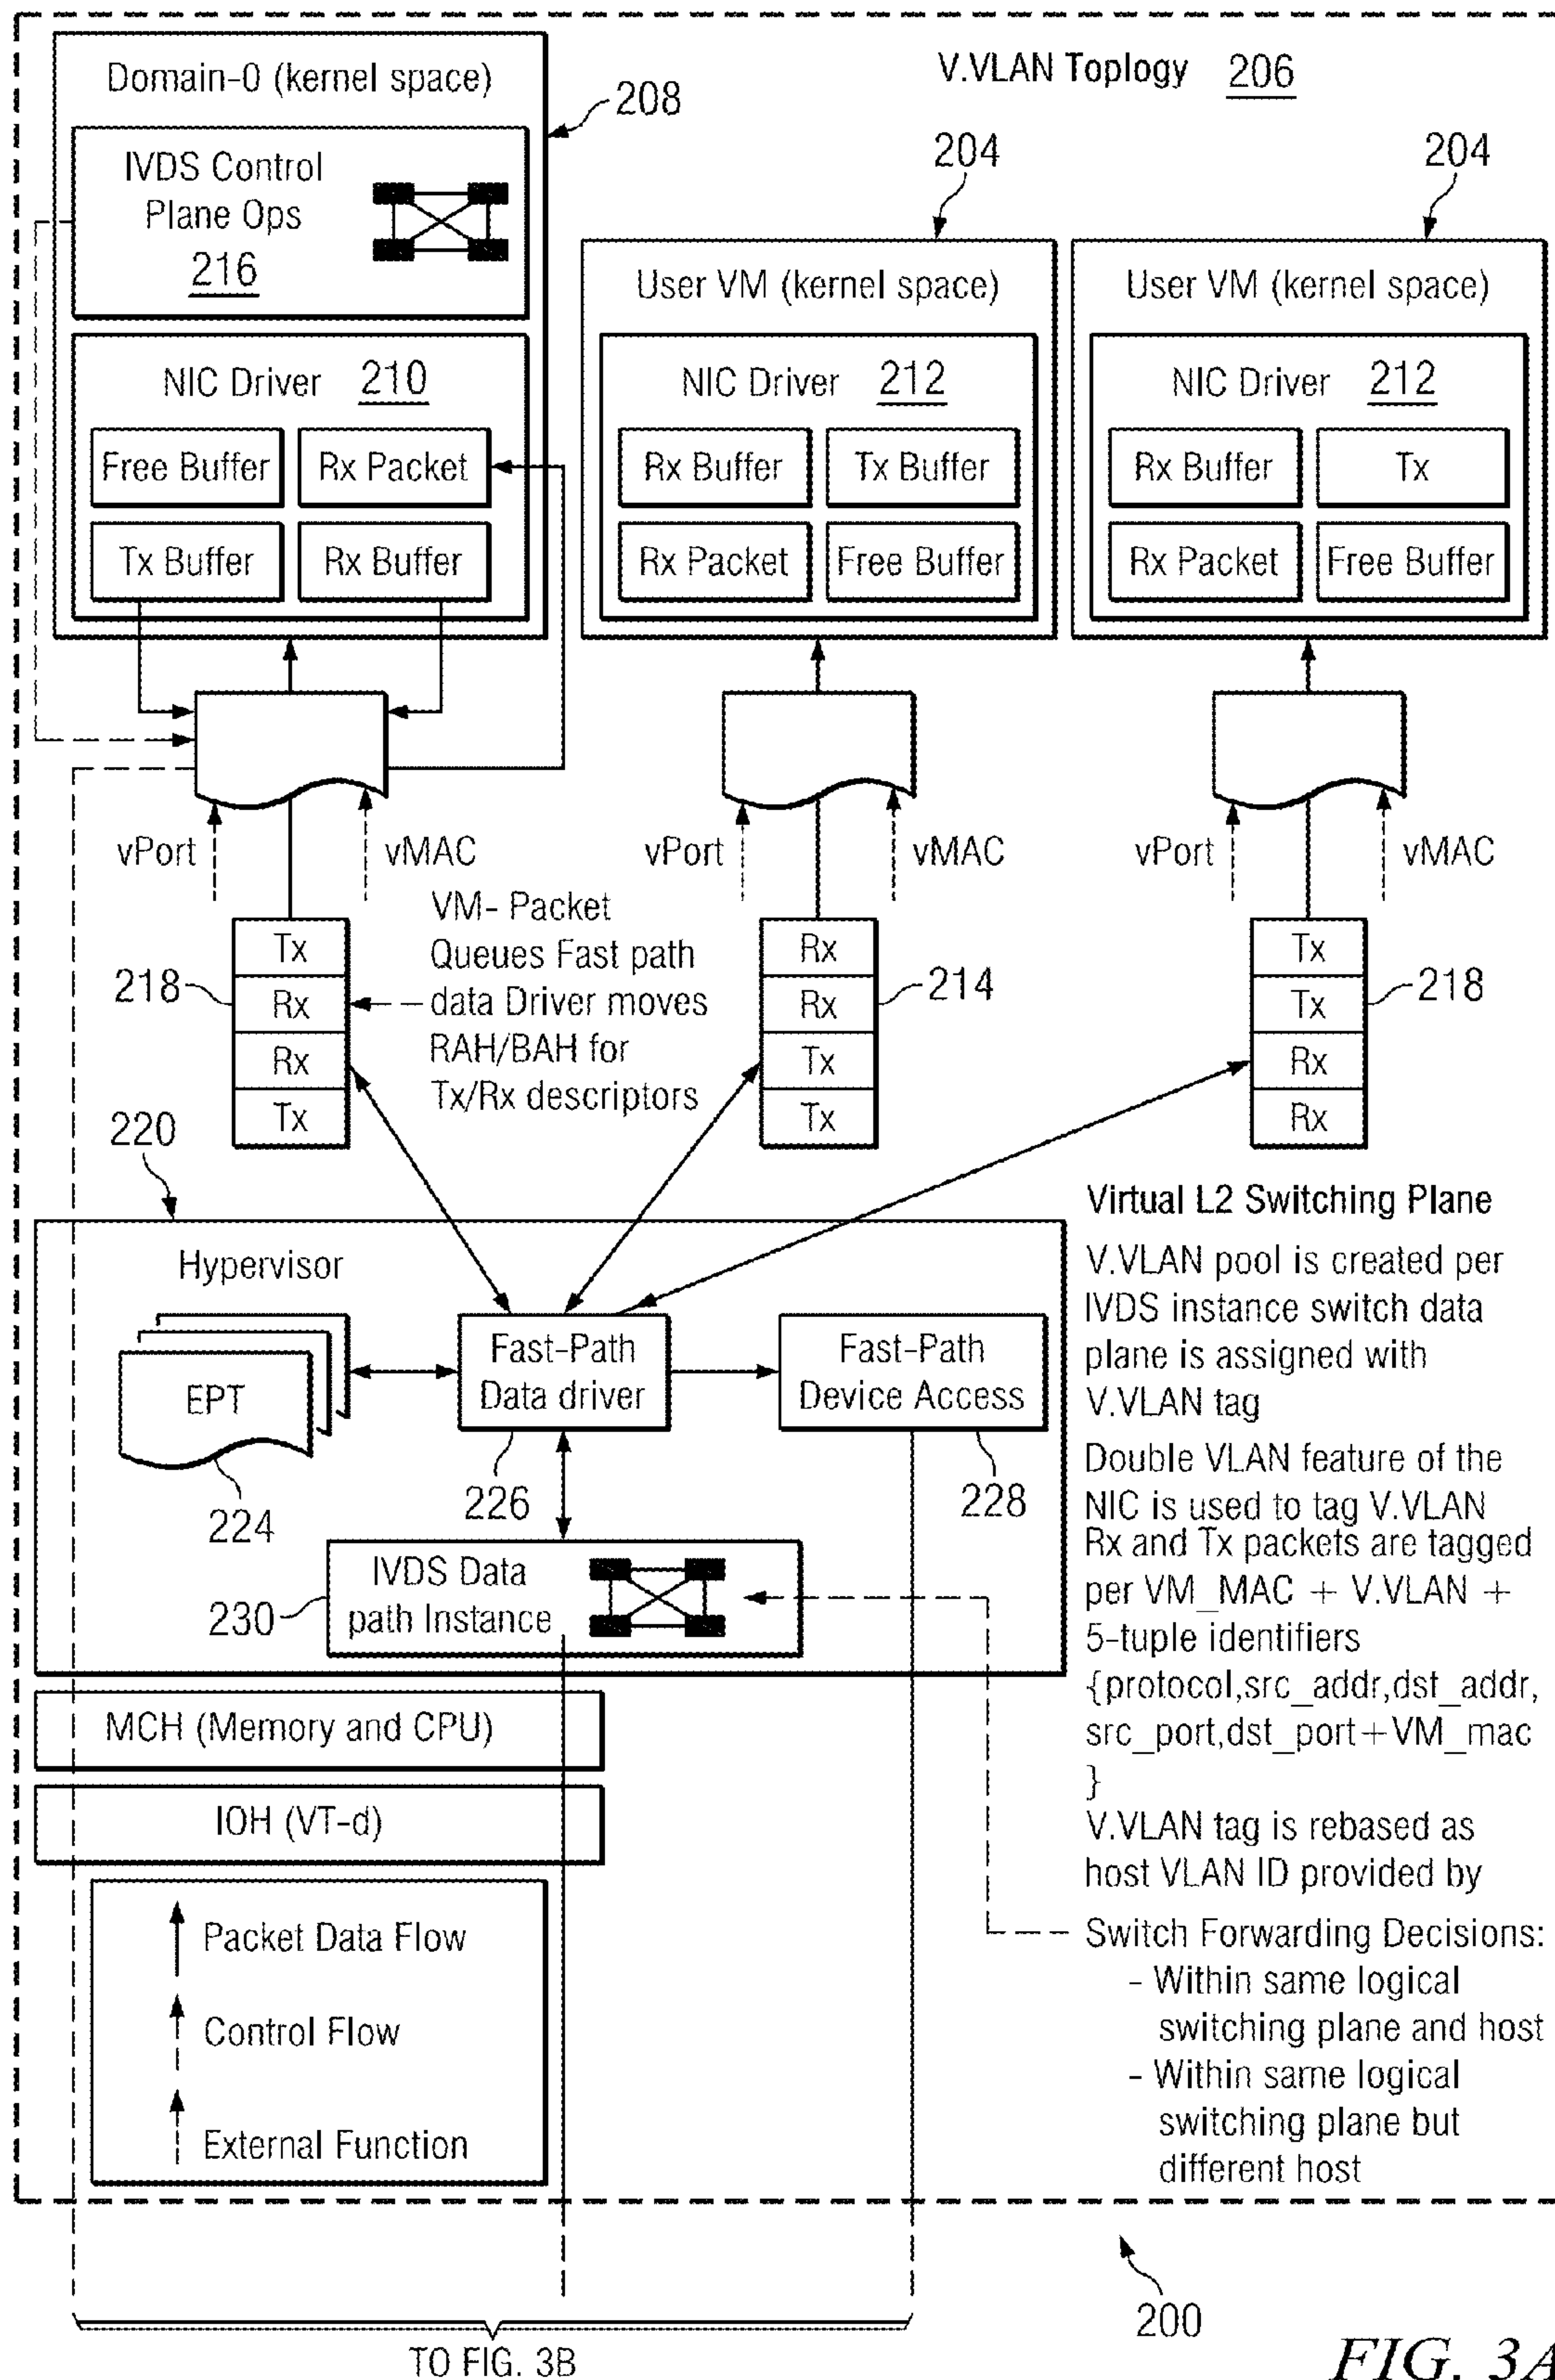 V.VLAN Toplogy 206
Domain-0 (kernel space)
208
IVDS Control
Plane Ops
216
NIC Driver 210
Free Buffer
Rx Packet
Tx Buffer
Rx Buffer
204
User VM (kernel space)
NIC Driver 212
Rx Buffer
Tx Buffer
Rx Packet
Free Buffer
204
User VM (kernel space)
NIC Driver 212
Rx Buffer
Tx
Rx Packet
Free Buffer
vPort
vMAC
vPort
vMAC
vPort
vMAC
218
Tx
Rx
Rx
Tx
VM- Packet
Queues Fast path
data Driver moves
RAH/BAH for
Tx/Rx descriptors
Rx
Rx
Tx
Tx
214
Tx
Tx
Rx
Rx
218
220
Hypervisor
EPT
224
Fast-Path
Data driver
226
Fast-Path
Device Access
228
IVDS Data
path Instance
230
MCH (Memory and CPU)
IOH (VT-d)
Packet Data Flow
Control Flow
External Function
Virtual L2 Switching Plane
V.VLAN pool is created per
IVDS instance switch data
plane is assigned with
V.VLAN tag
Double VLAN feature of the
NIC is used to tag V.VLAN
Rx and Tx packets are tagged
per VM_MAC + V.VLAN +
5-tuple identifiers
{protocol,src_addr,dst_addr,
src_port,dst_port+VM_mac
}
V.VLAN tag is rebased as
host VLAN ID provided by
Switch Forwarding Decisions:
- Within same logical
switching plane and host
- Within same logical
switching plane but
different host
200
TO FIG. 3B
FIG. 3A